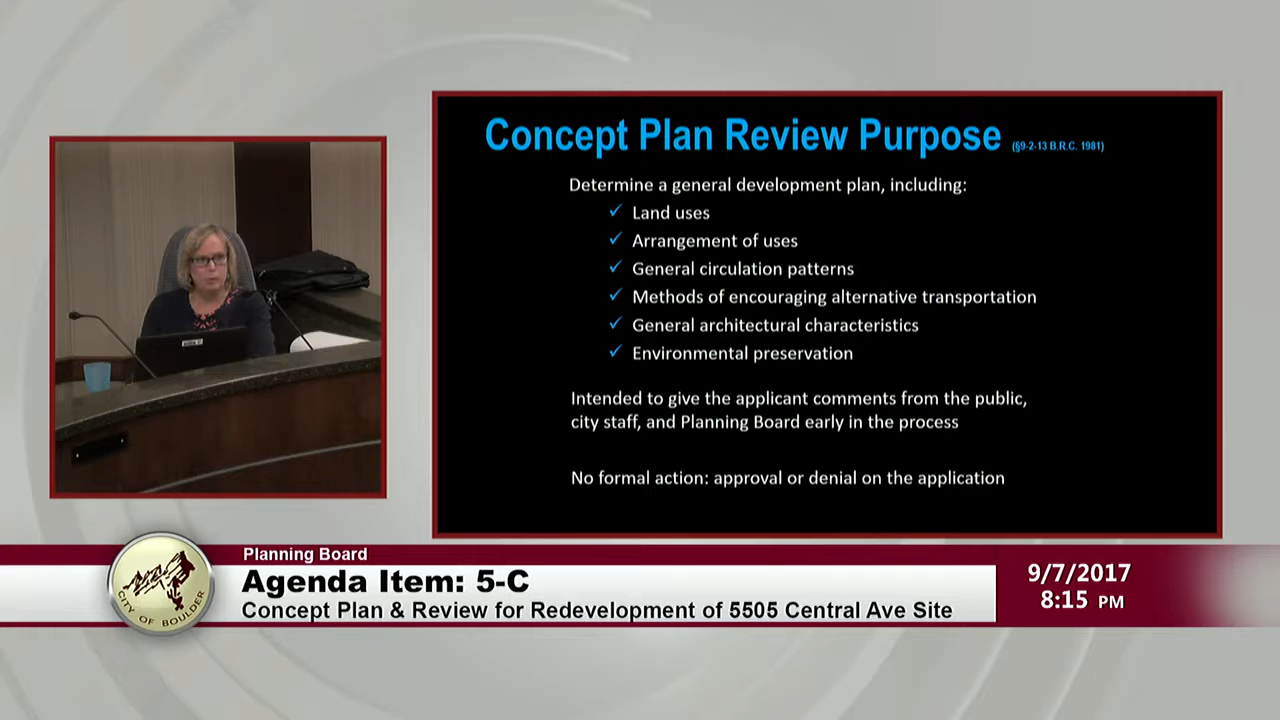 Concept Plan Review Purpose (§9-2-13 B.R.C. 1981)
Determine a general development plan, including:
✓ Land uses
✓ Arrangement of uses
✓ General circulation patterns
✓ Methods of encouraging alternative transportation
✓ General architectural characteristics
✓ Environmental preservation
Intended to give the applicant comments from the public,
city staff, and Planning Board early in the process
No formal action: approval or denial on the application
CITY OF BOULDER
Planning Board
Agenda Item: 5-C
Concept Plan & Review for Redevelopment of 5505 Central Ave Site
9/7/2017
8:15 PM